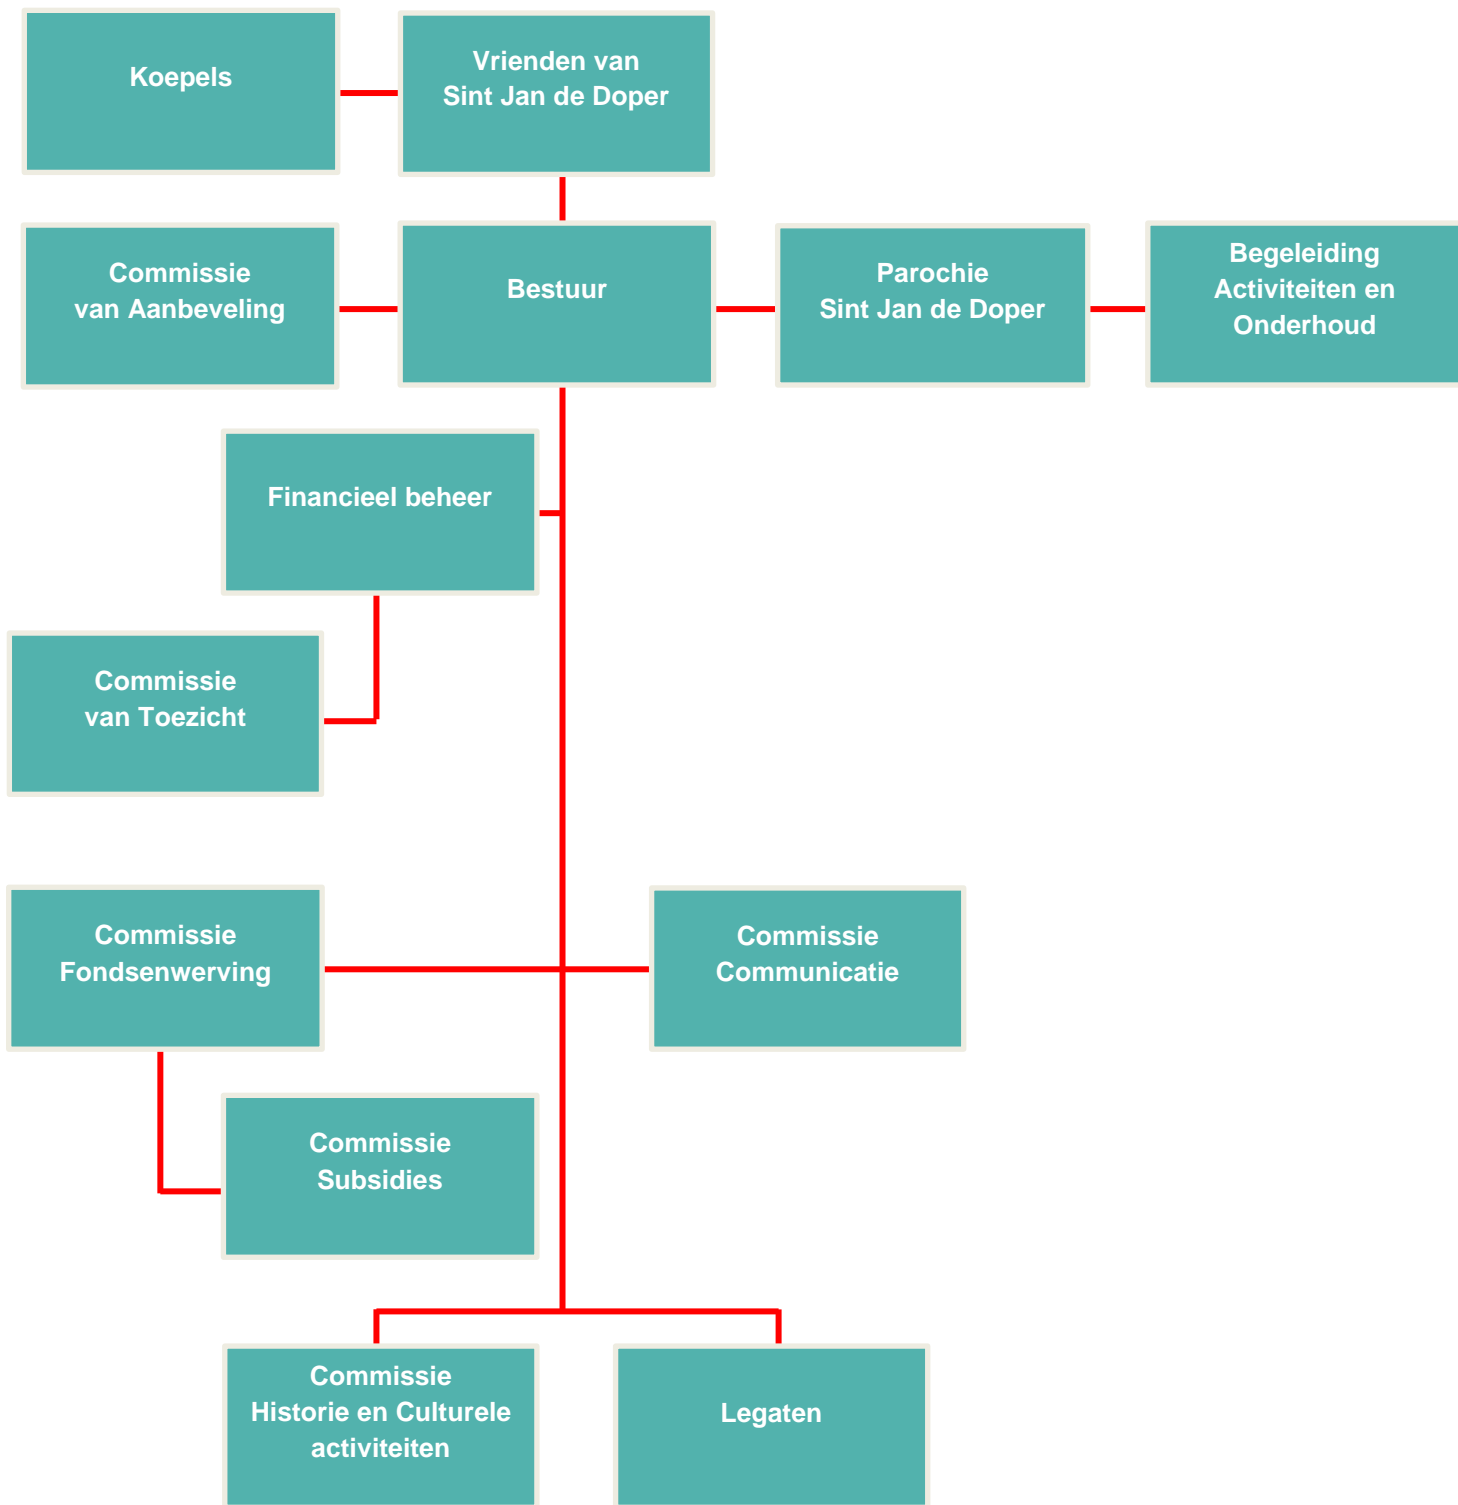 Koepels
Vrienden van
Sint Jan de Doper
Commissie
van Aanbeveling
Bestuur
Parochie
Sint Jan de Doper
Begeleiding
Activiteiten en
Onderhoud
Financieel beheer
Commissie
van Toezicht
Commissie
Fondsenwerving
Commissie
Communicatie
Commissie
Subsidies
Commissie
Historie en Culturele
activiteiten
Legaten